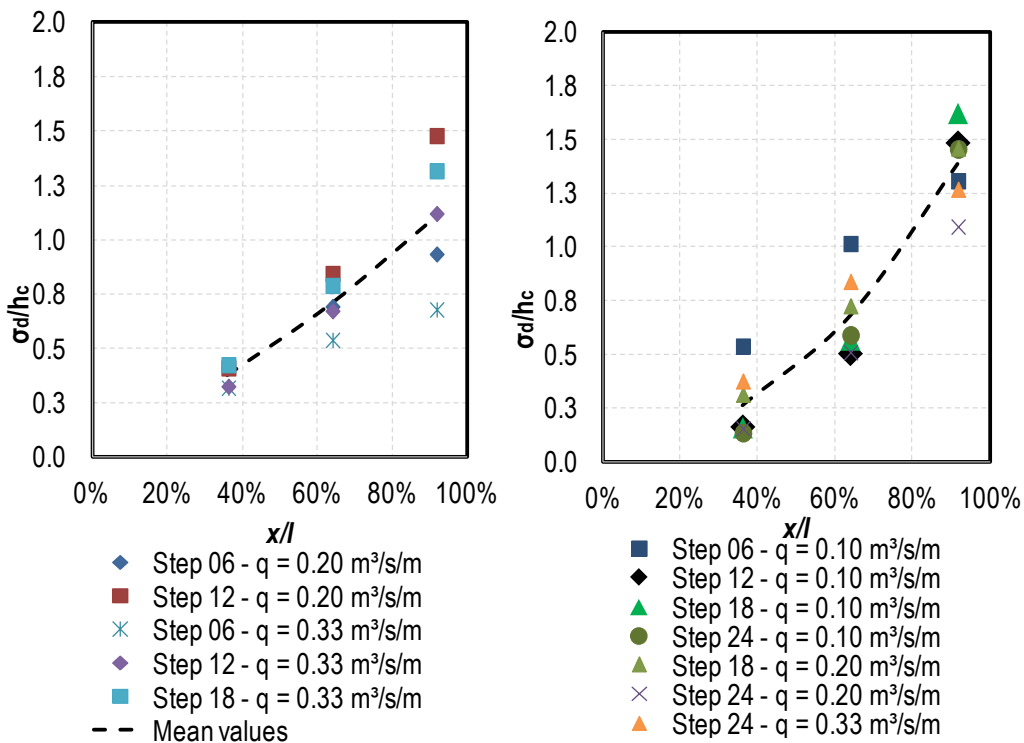 2.0
1.8
1.5
1.3
1.0
0.8
0.5
0.3
0.0
σd/hc
0% 20% 40% 60% 80% 100%
x/l
Step 06 - q = 0.20 m³/s/m
Step 12 - q = 0.20 m³/s/m
Step 06 - q = 0.33 m³/s/m
Step 12 - q = 0.33 m³/s/m
Step 18 - q = 0.33 m³/s/m
Mean values
2.0
1.8
1.5
1.3
1.0
0.8
0.5
0.3
0.0
σd/hc
0% 20% 40% 60% 80% 100%
x/l
Step 06 - q = 0.10 m³/s/m
Step 12 - q = 0.10 m³/s/m
Step 18 - q = 0.10 m³/s/m
Step 24 - q = 0.10 m³/s/m
Step 18 - q = 0.20 m³/s/m
Step 24 - q = 0.20 m³/s/m
Step 24 - q = 0.33 m³/s/m